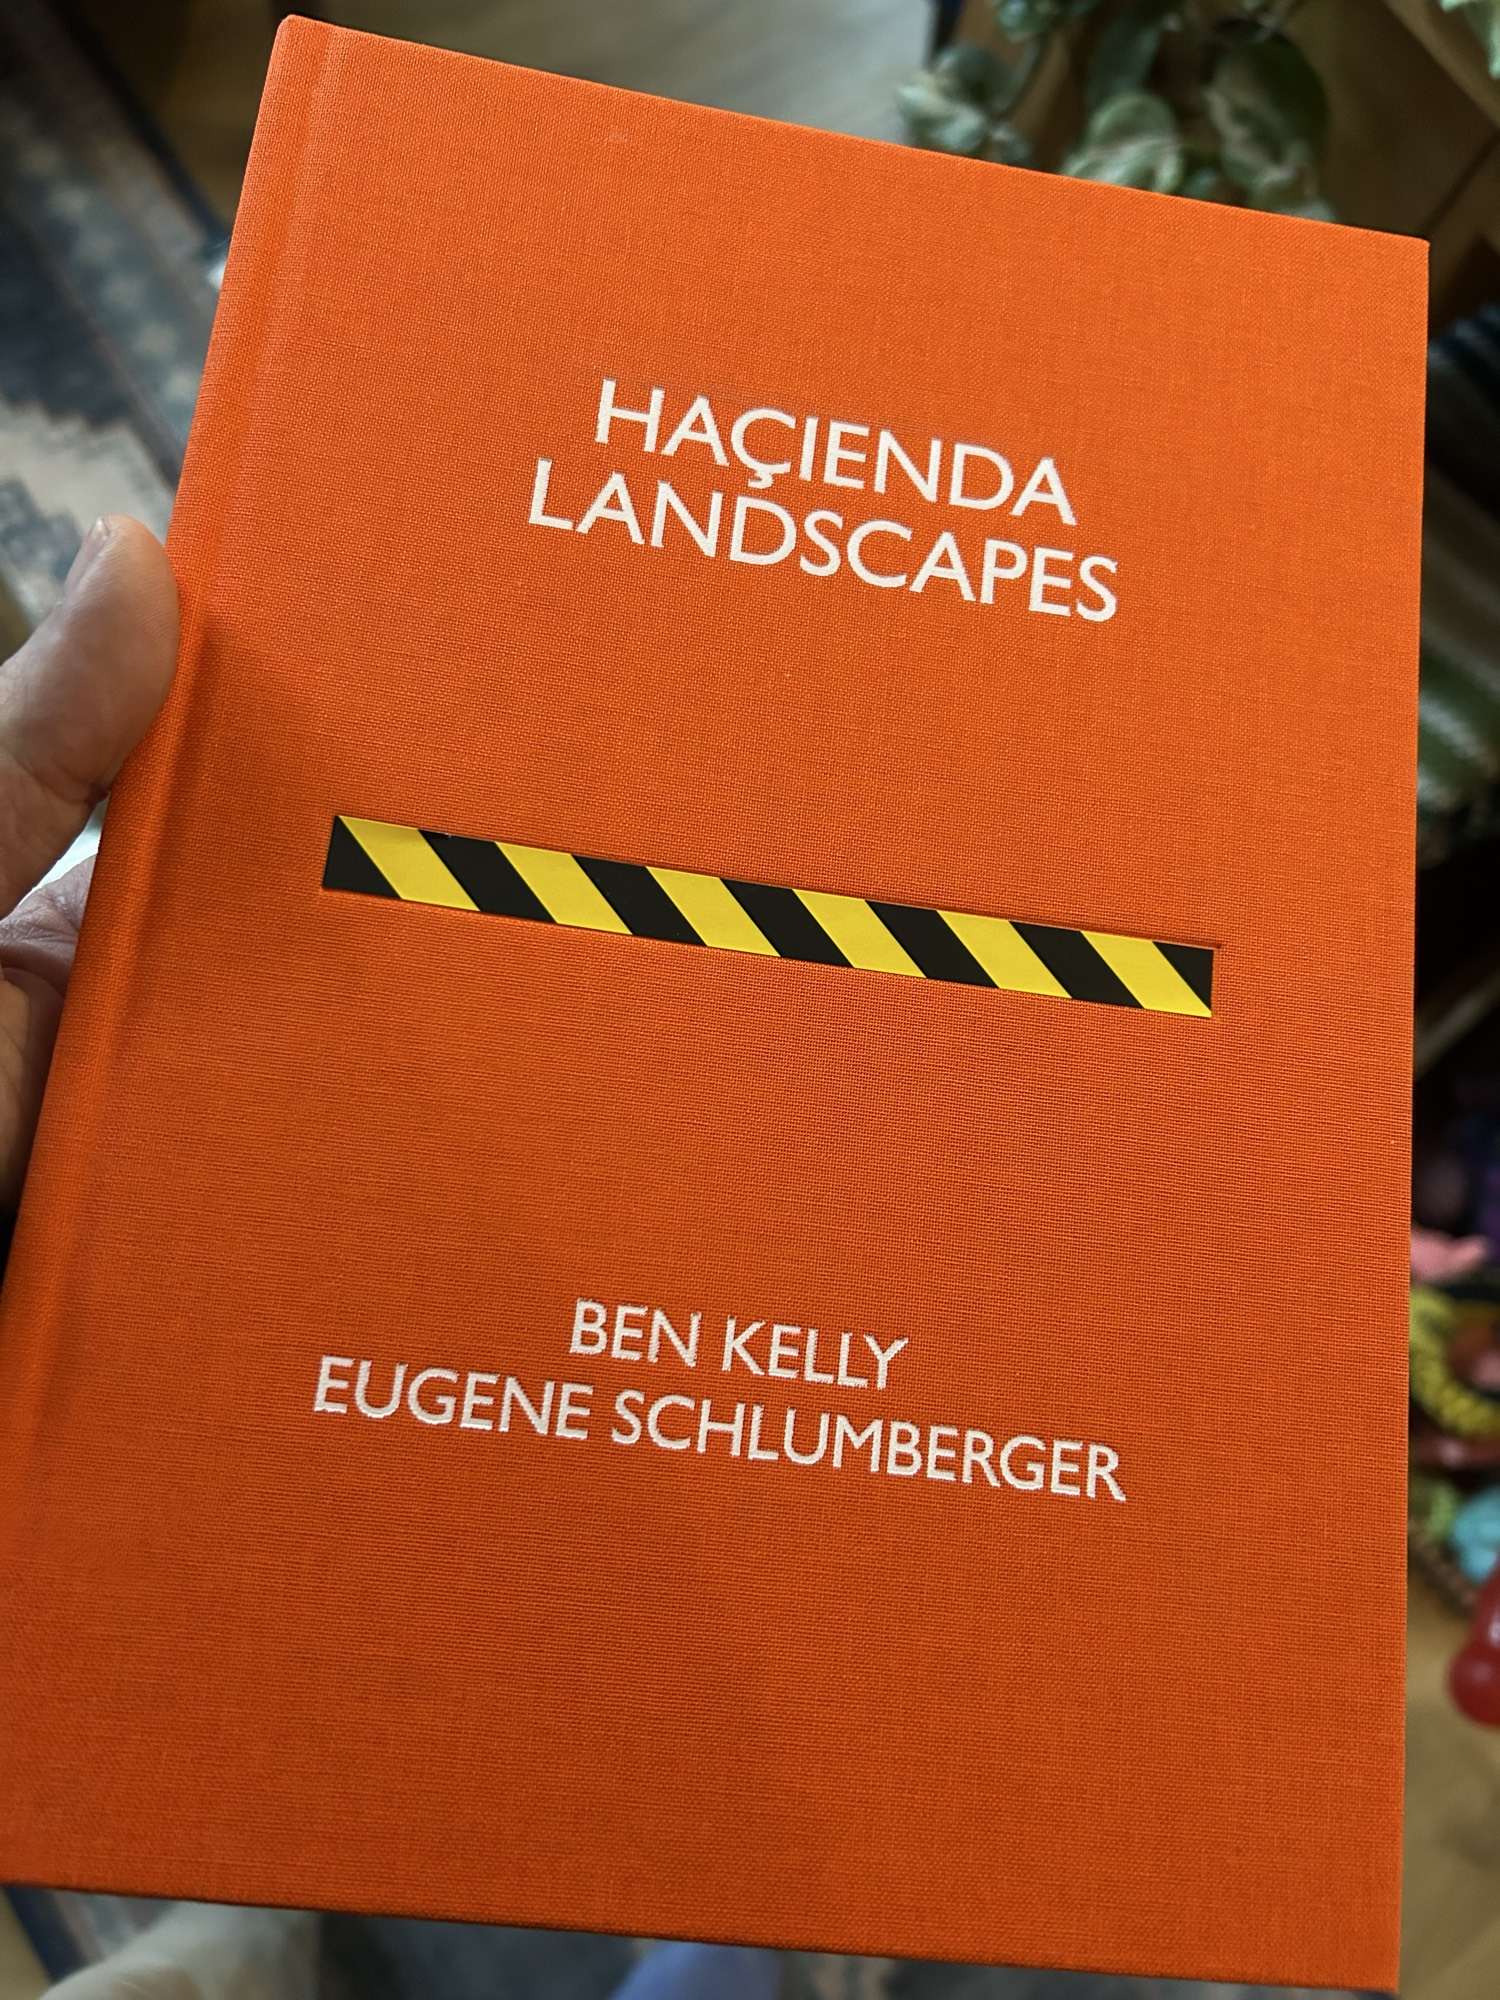 HAÇIENDA
LANDSCAPES
BEN KELLY
EUGENE SCHLUMBERGER